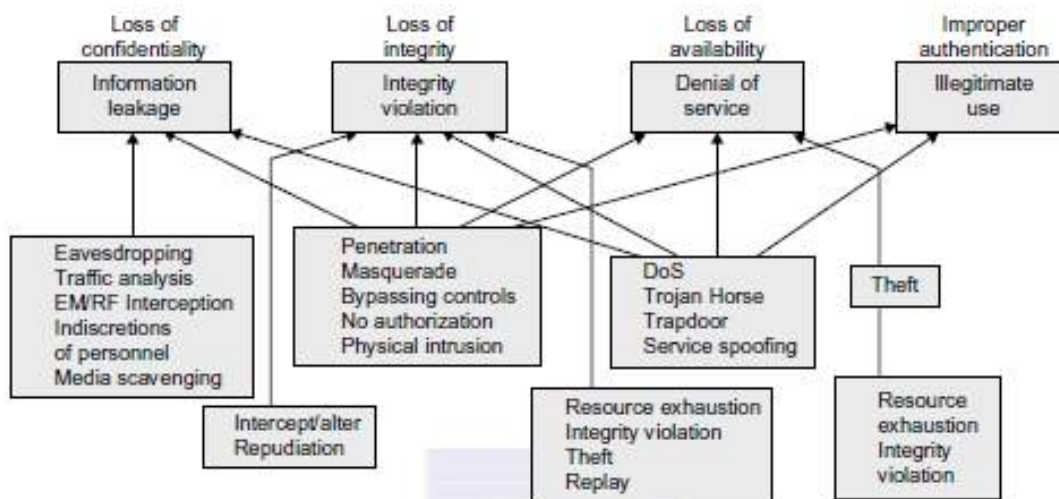 Loss of
confidentiality
Loss of
integrity
Loss of
availability
Improper
authentication
Information
leakage
Integrity
violation
Denial of
service
Illegitimate
use
Eavesdropping
Traffic analysis
EM/RF Interception
Indiscretions
of personnel
Media scavenging
Penetration
Masquerade
Bypassing controls
No authorization
Physical intrusion
DoS
Trojan Horse
Trapdoor
Service spoofing
Theft
Intercept/alter
Repudiation
Resource exhaustion
Integrity violation
Theft
Replay
Resource
exhaustion
Integrity
violation